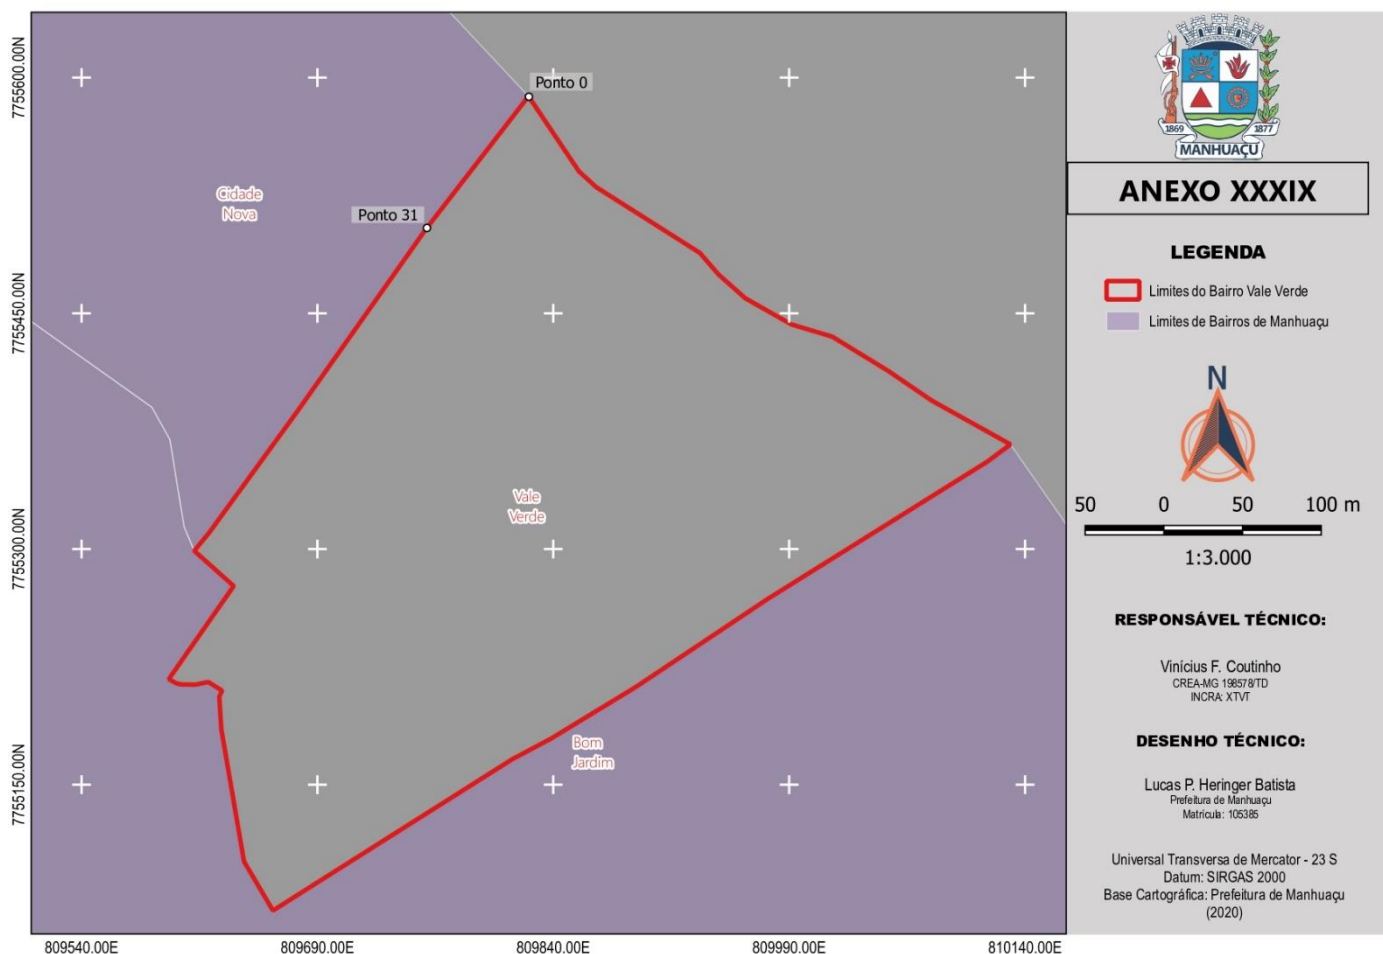 7755600.00N
7755450.00N
7755300.00N
7755150.00N
809540.00E
809690.00E
809840.00E
809990.00E
810140.00E
Ponto 0
Ponto 31
Cidade
Nova
Vale
Verde
Bom
Jardim
1869
1877
MANHUAÇU
ANEXO XXXIX
LEGENDA
Limites do Bairro Vale Verde
Limites de Bairros de Manhuaçu
N
50 0 50 100 m
1:3.000
RESPONSÁVEL TÉCNICO:
Vinícius F. Coutinho
CREA-MG 198578/TD
INCRA: XTVT
DESENHO TÉCNICO:
Lucas P. Heringer Batista
Prefeitura de Manhuaçu
Matrícula: 105385
Universal Transversa de Mercator - 23 S
Datum: SIRGAS 2000
Base Cartográfica: Prefeitura de Manhuaçu
(2020)